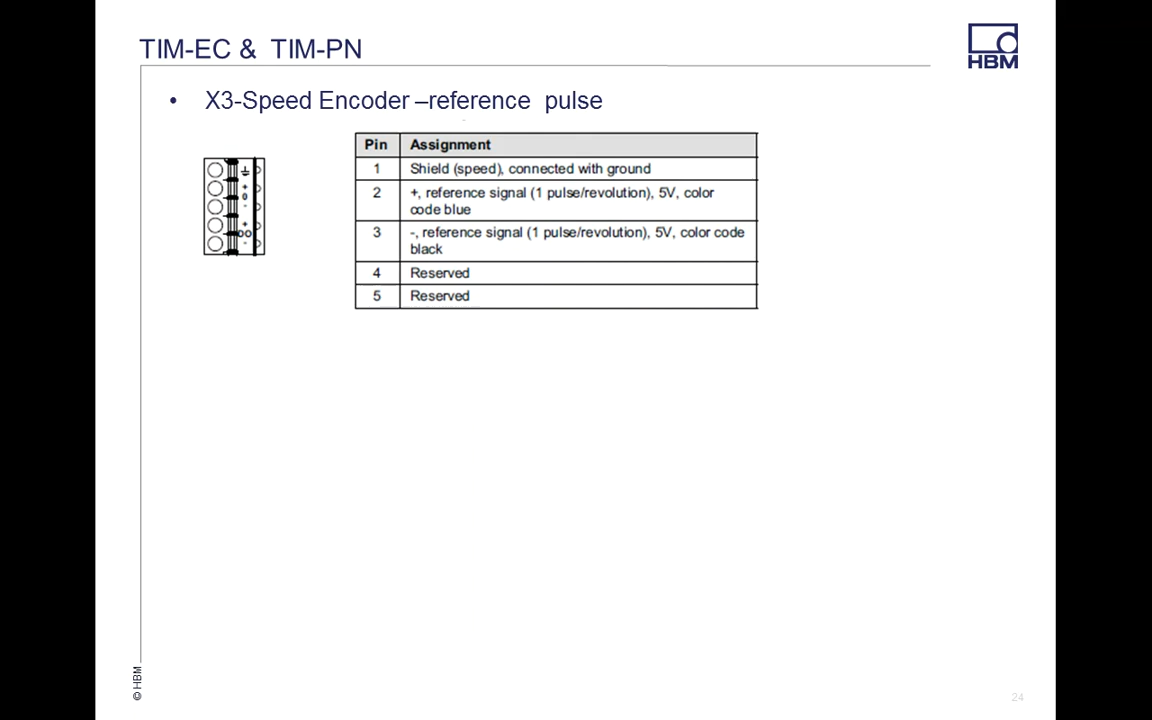 TIM-EC & TIM-PN
HBM
• X3-Speed Encoder –reference pulse
Pin Assignment
1 Shield (speed), connected with ground
2 +, reference signal (1 pulse/revolution), 5V, color
code blue
3 -, reference signal (1 pulse/revolution), 5V, color code
black
4 Reserved
5 Reserved
© HBM
24